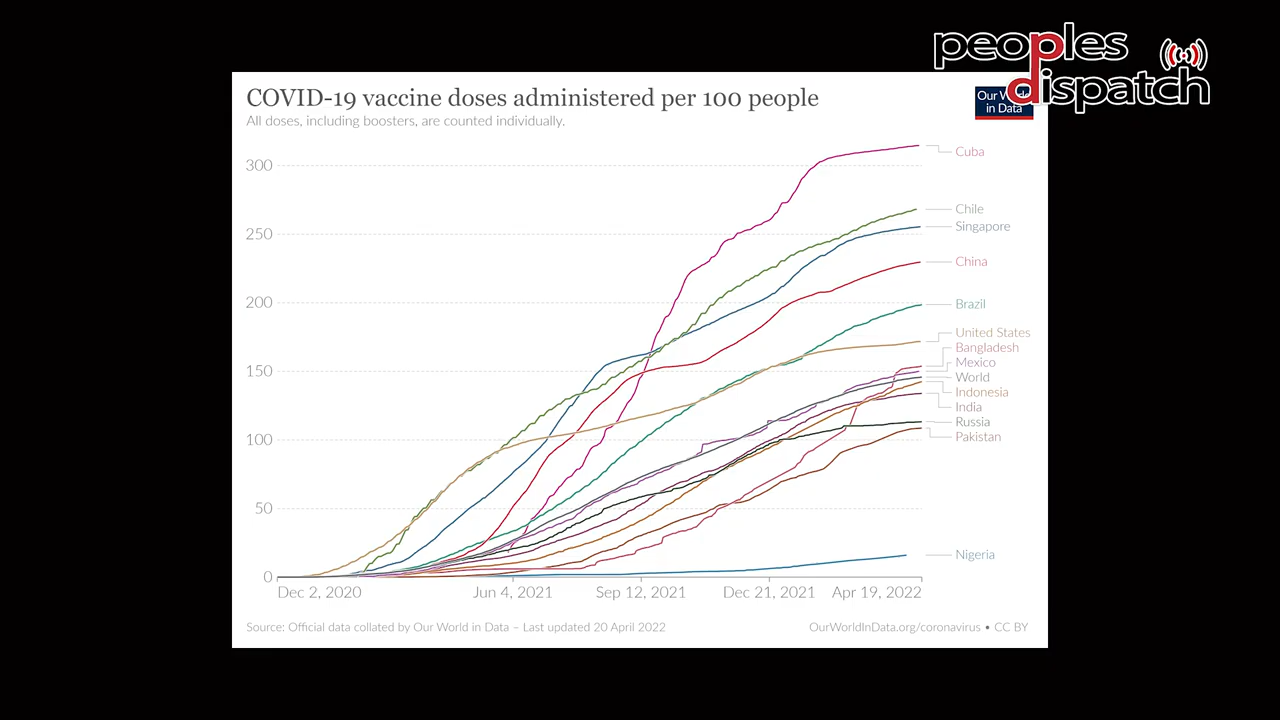 peoples
dispatch
COVID-19 vaccine doses administered per 100 people
Our World
in Data
All doses, including boosters, are counted individually.
300
250
200
150
100
50
0
Cuba
Chile
Singapore
China
Brazil
United States
Bangladesh
Mexico
World
Indonesia
India
Russia
Pakistan
Nigeria
Dec 2, 2020
Jun 4, 2021
Sep 12, 2021
Dec 21, 2021
Apr 19, 2022
Source: Official data collated by Our World in Data – Last updated 20 April 2022
OurWorldInData.org/coronavirus • CC BY